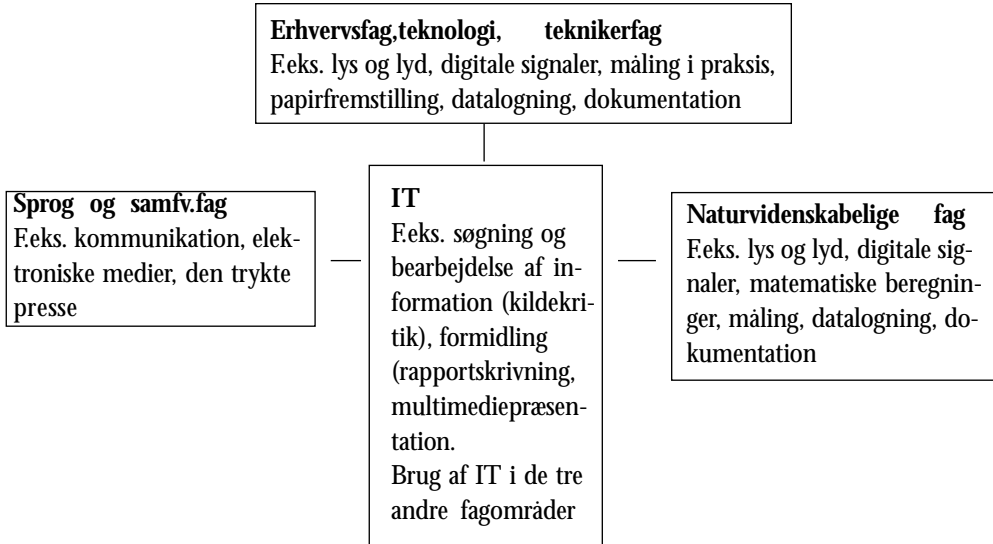 Erhvervsfag,teknologi, teknikerfag
F.eks. lys og lyd, digitale signaler, måling i praksis,
papirfremstilling, datalogning, dokumentation
Sprog og samfv.fag
F.eks. kommunikation, elek-
troniske medier, den trykte
presse
IT
F.eks. søgning og
bearbejdelse af in-
formation (kildekri-
tik), formidling
(rapportskrivning,
multimediepræsen-
tation.
Brug af IT i de tre
andre fagområder
Naturvidenskabelige fag
F.eks. lys og lyd, digitale sig-
naler, matematiske beregnin-
ger, måling, datalogning, do-
kumentation